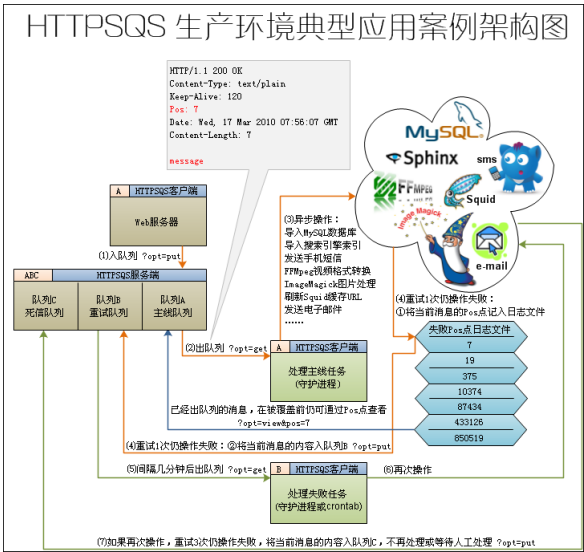 HTTPSQS 生产环境典型应用案例架构图
HTTP/1.1 200 OK
Content-Type: text/plain
Keep-Alive: 120
Pos: 7
Date: Wed, 17 Mar 2010 07:56:07 GMT
Content-Length: 7
message
MySQL
Sphinx
sms
FFMPEG
Squid
Image Magick
e-mail
A HTTPSQS客户端
Web服务器
(1)入队列 ?opt=put
ABC HTTPSQS服务端
队列C
死信队列
队列B
重试队列
队列A
主线队列
(2)出队列 ?opt=get
(3)异步操作:
导入MySQL数据库
导入搜索引擎索引
发送手机短信
FFMpeg视频格式转换
ImageMagick图片处理
刷新Squid缓存URL
发送电子邮件
……
A HTTPSQS客户端
处理主线任务
(守护进程)
(4)重试1次仍操作失败:
①将当前消息的Pos点记入日志文件
失败Pos点日志文件
7
19
375
10374
87434
433126
850519
已经出队列的消息,在被覆盖前仍可通过Pos点查看
?opt=view&pos=7
(4)重试1次仍操作失败:②将当前消息的内容入队列B ?opt=put
(5)间隔几分钟后出队列 ?opt=get
B HTTPSQS客户端
处理失败任务
(守护进程或crontab)
(6)再次操作
(7)如果再次操作,重试3次仍操作失败,将当前消息的内容入队列C,不再处理或等待人工处理 ?opt=put